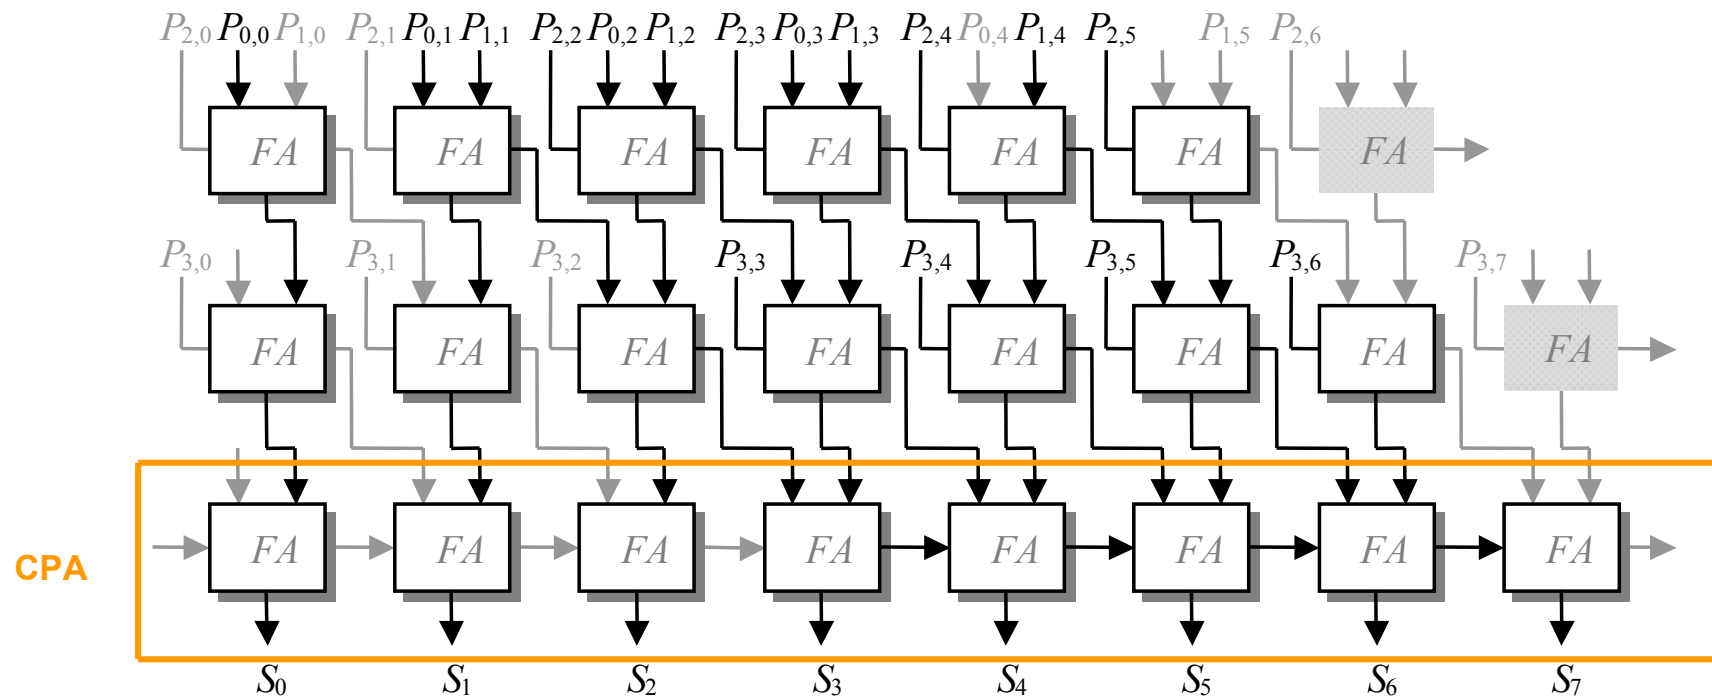 P2,0 P0,0 P1,0 P2,1 P0,1 P1,1 P2,2 P0,2 P1,2 P2,3 P0,3 P1,3 P2,4 P0,4 P1,4 P2,5 P1,5 P2,6
FA FA FA FA FA FA FA
P3,0 P3,1 P3,2 P3,3 P3,4 P3,5 P3,6 P3,7
FA FA FA FA FA FA FA FA
CPA FA FA FA FA FA FA FA FA
S0 S1 S2 S3 S4 S5 S6 S7